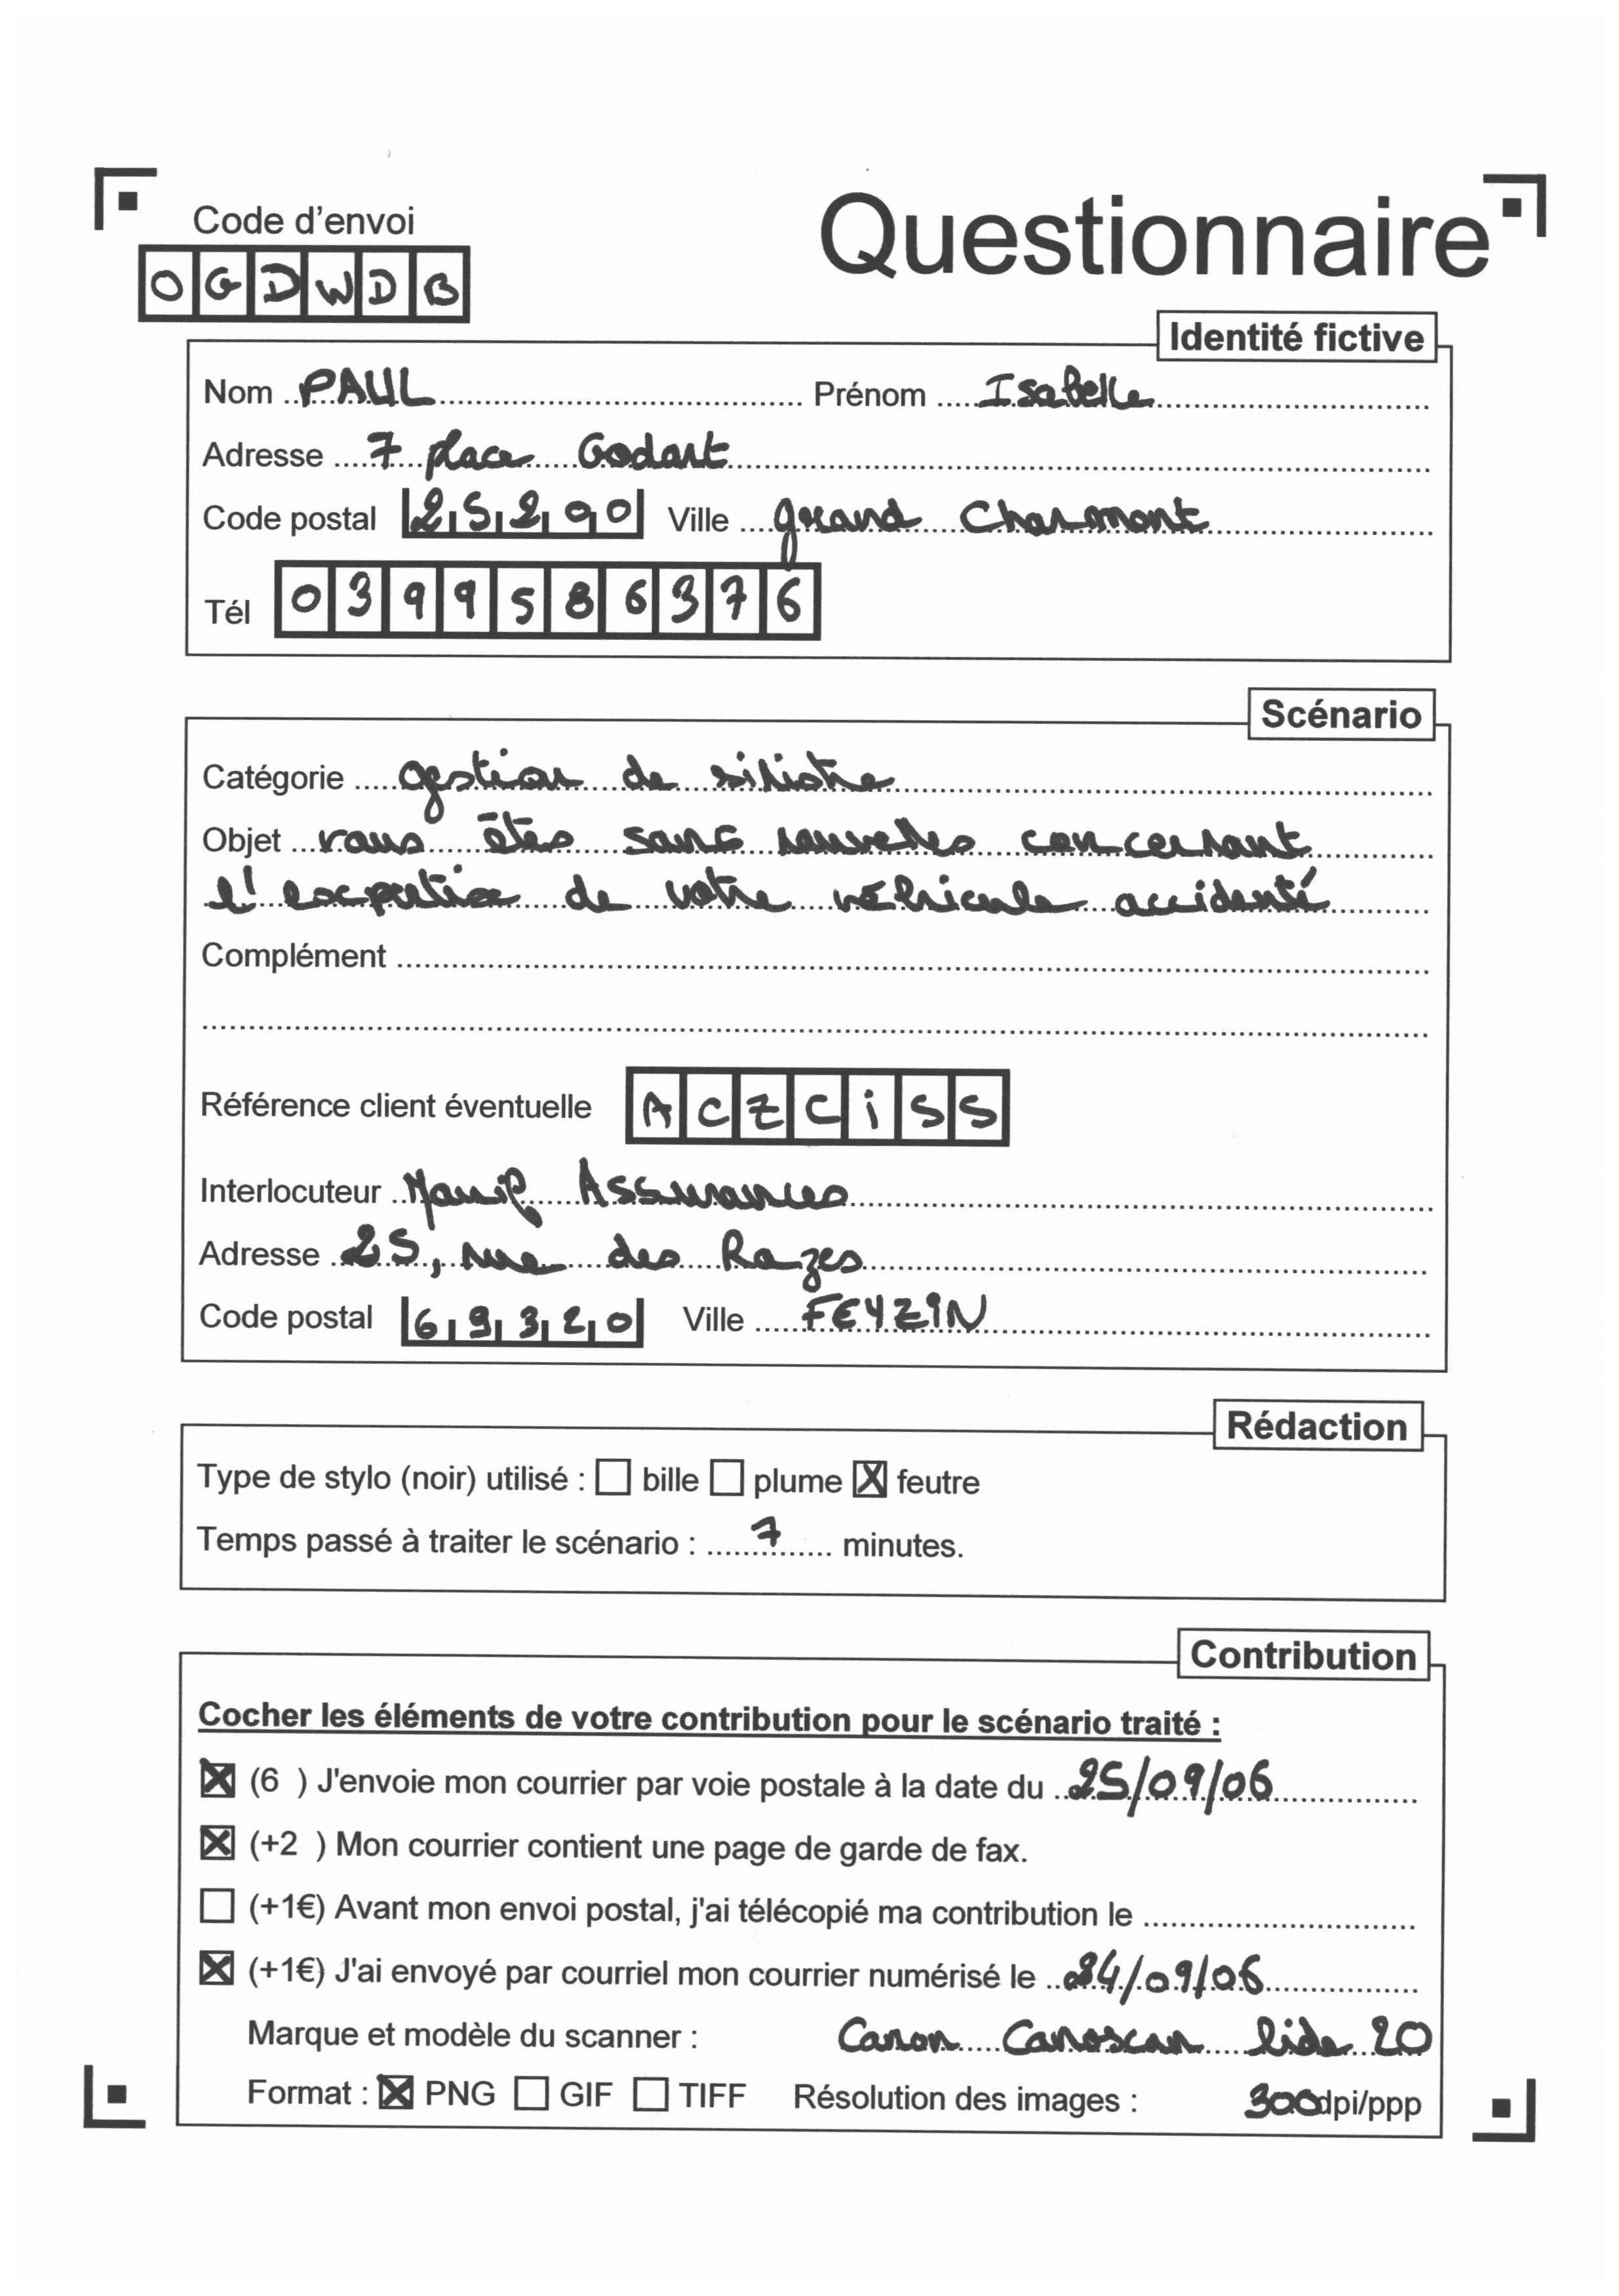 Code d'envoi
Questionnaire
OGDWDB
Identité fictive
Nom PAUL Prénom Isabelle
Adresse 7 place Godart
Code postal 25290 Ville grand Charmont
Tél 0399586376
Scénario
Catégorie gestion de sinistre
Objet vous êtes sans nouvelles concernant
l'expertise de votre véhicule accidenté
Complément
Référence client éventuelle ACZCiSS
Interlocuteur Manif Assurances
Adresse 25, rue des Razes
Code postal 69320 Ville FEYZiN
Rédaction
Type de stylo (noir) utilisé : bille plume feutre
Temps passé à traiter le scénario : 7 minutes.
Contribution
Cocher les éléments de votre contribution pour le scénario traité :
(6 ) J'envoie mon courrier par voie postale à la date du 25/09/06
(+2 ) Mon courrier contient une page de garde de fax.
(+1€) Avant mon envoi postal, j'ai télécopié ma contribution le
(+1€) J'ai envoyé par courriel mon courrier numérisé le 24/09/06
Marque et modèle du scanner : Canon Canoscan lide 20
Format : PNG GIF TIFF Résolution des images : 300dpi/ppp